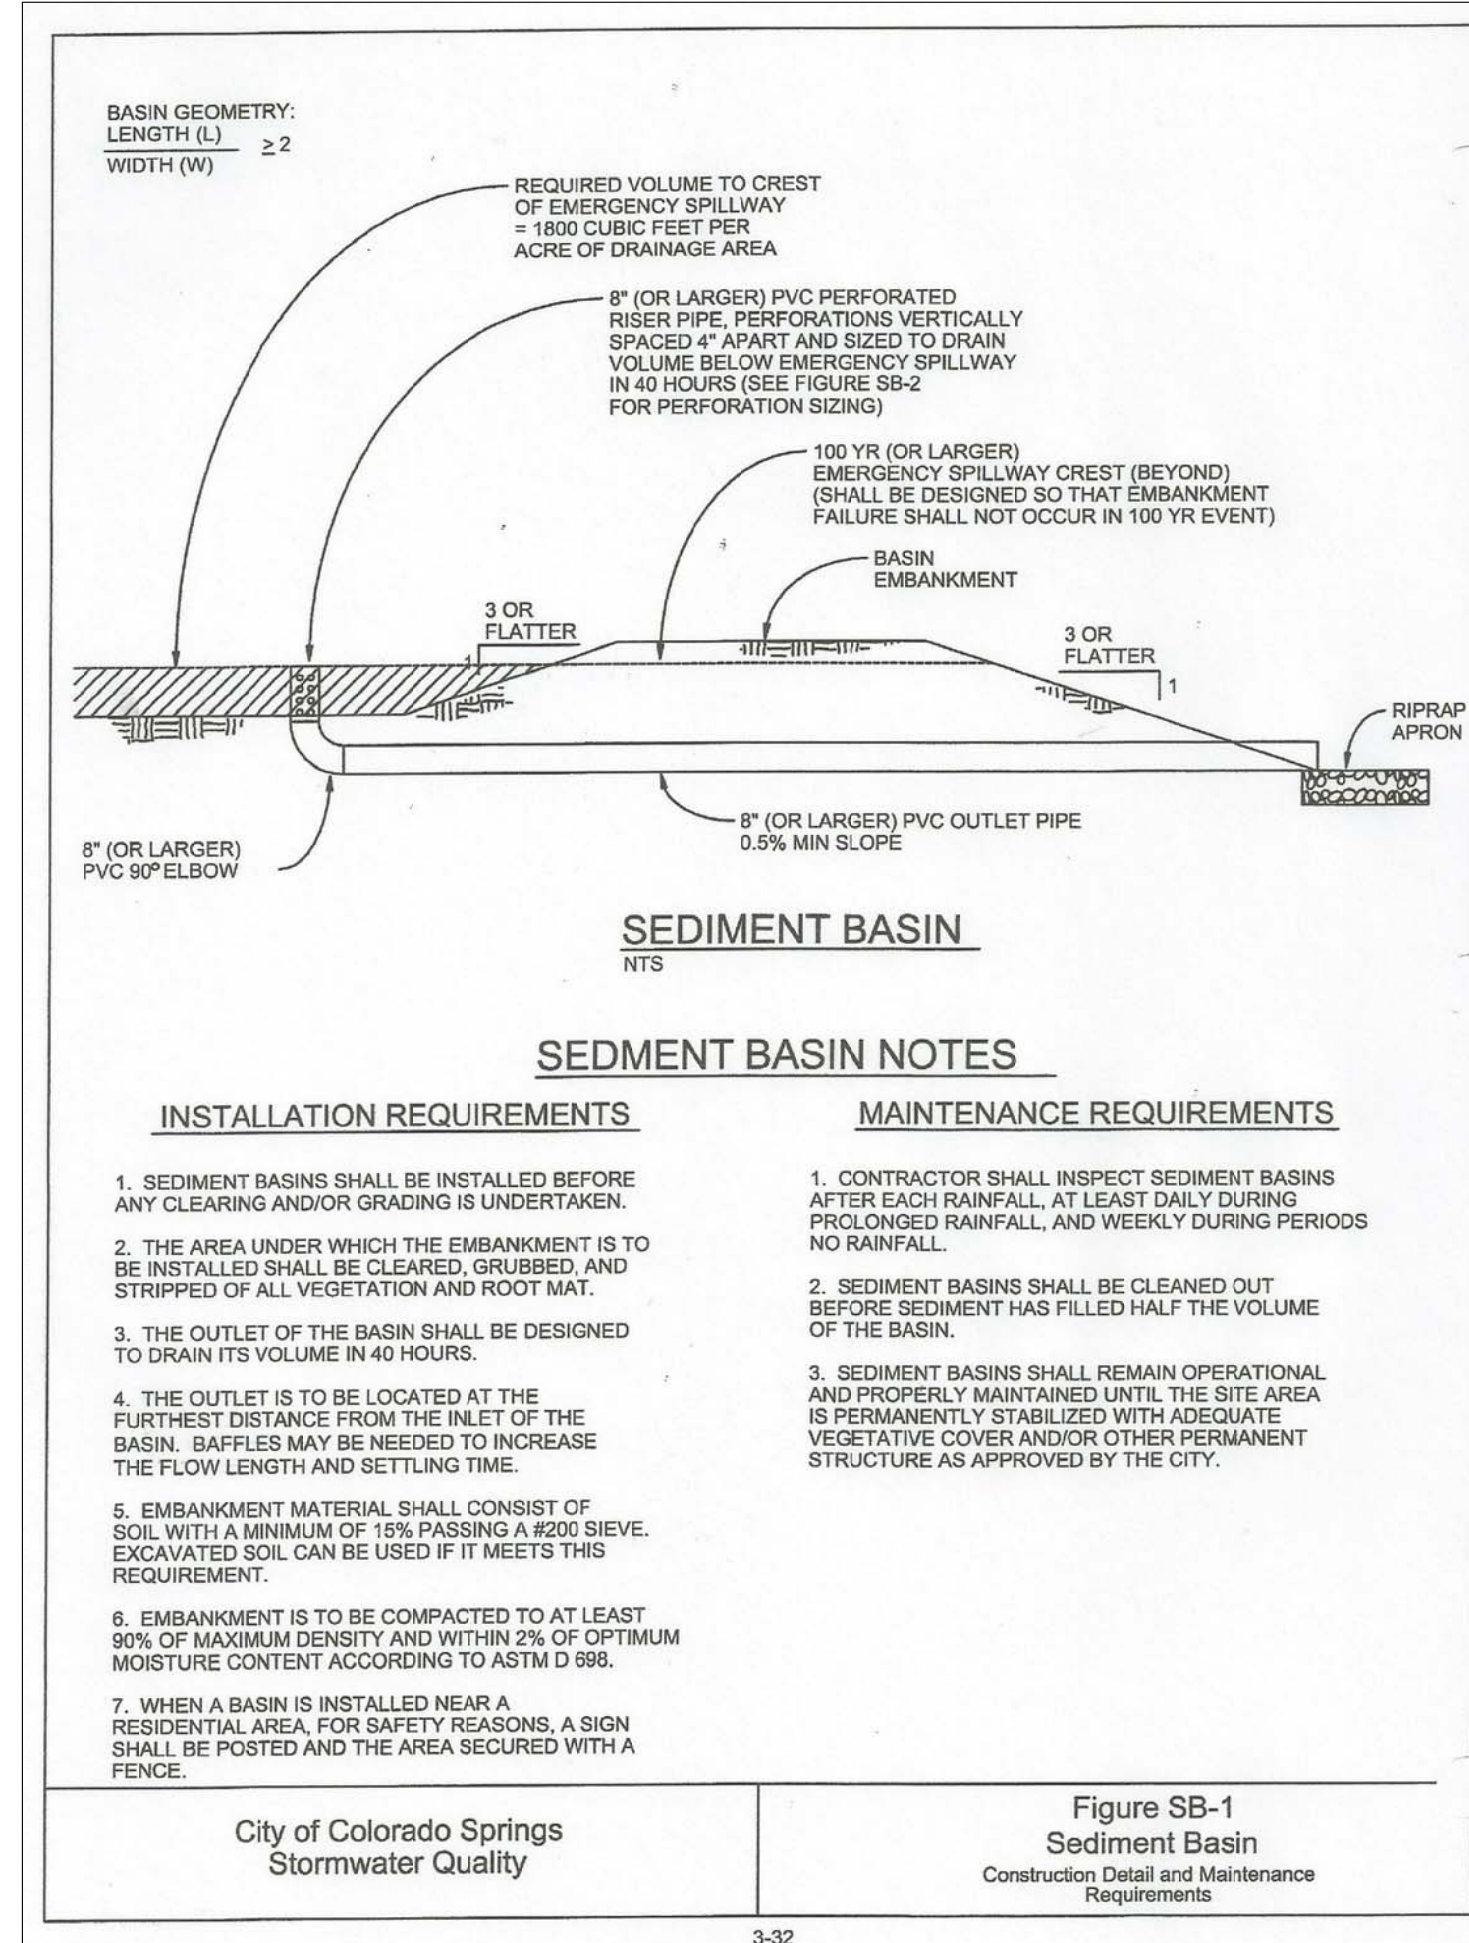 BASIN GEOMETRY:
LENGTH (L)
WIDTH (W)
≥ 2
REQUIRED VOLUME TO CREST
OF EMERGENCY SPILLWAY
= 1800 CUBIC FEET PER
ACRE OF DRAINAGE AREA
8" (OR LARGER) PVC PERFORATED
RISER PIPE, PERFORATIONS VERTICALLY
SPACED 4" APART AND SIZED TO DRAIN
VOLUME BELOW EMERGENCY SPILLWAY
IN 40 HOURS (SEE FIGURE SB-2
FOR PERFORATION SIZING)
100 YR (OR LARGER)
EMERGENCY SPILLWAY CREST (BEYOND)
(SHALL BE DESIGNED SO THAT EMBANKMENT
FAILURE SHALL NOT OCCUR IN 100 YR EVENT)
BASIN
EMBANKMENT
3 OR
FLATTER
1
3 OR
FLATTER
1
RIPRAP
APRON
8" (OR LARGER) PVC OUTLET PIPE
0.5% MIN SLOPE
8" (OR LARGER)
PVC 90º ELBOW
SEDIMENT BASIN
NTS
SEDMENT BASIN NOTES
INSTALLATION REQUIREMENTS
1. SEDIMENT BASINS SHALL BE INSTALLED BEFORE
ANY CLEARING AND/OR GRADING IS UNDERTAKEN.
2. THE AREA UNDER WHICH THE EMBANKMENT IS TO
BE INSTALLED SHALL BE CLEARED, GRUBBED, AND
STRIPPED OF ALL VEGETATION AND ROOT MAT.
3. THE OUTLET OF THE BASIN SHALL BE DESIGNED
TO DRAIN ITS VOLUME IN 40 HOURS.
4. THE OUTLET IS TO BE LOCATED AT THE
FURTHEST DISTANCE FROM THE INLET OF THE
BASIN. BAFFLES MAY BE NEEDED TO INCREASE
THE FLOW LENGTH AND SETTLING TIME.
5. EMBANKMENT MATERIAL SHALL CONSIST OF
SOIL WITH A MINIMUM OF 15% PASSING A #200 SIEVE.
EXCAVATED SOIL CAN BE USED IF IT MEETS THIS
REQUIREMENT.
6. EMBANKMENT IS TO BE COMPACTED TO AT LEAST
90% OF MAXIMUM DENSITY AND WITHIN 2% OF OPTIMUM
MOISTURE CONTENT ACCORDING TO ASTM D 698.
7. WHEN A BASIN IS INSTALLED NEAR A
RESIDENTIAL AREA, FOR SAFETY REASONS, A SIGN
SHALL BE POSTED AND THE AREA SECURED WITH A
FENCE.
MAINTENANCE REQUIREMENTS
1. CONTRACTOR SHALL INSPECT SEDIMENT BASINS
AFTER EACH RAINFALL, AT LEAST DAILY DURING
PROLONGED RAINFALL, AND WEEKLY DURING PERIODS
NO RAINFALL.
2. SEDIMENT BASINS SHALL BE CLEANED OUT
BEFORE SEDIMENT HAS FILLED HALF THE VOLUME
OF THE BASIN.
3. SEDIMENT BASINS SHALL REMAIN OPERATIONAL
AND PROPERLY MAINTAINED UNTIL THE SITE AREA
IS PERMANENTLY STABILIZED WITH ADEQUATE
VEGETATIVE COVER AND/OR OTHER PERMANENT
STRUCTURE AS APPROVED BY THE CITY.
City of Colorado Springs
Stormwater Quality
Figure SB-1
Sediment Basin
Construction Detail and Maintenance
Requirements
3-32